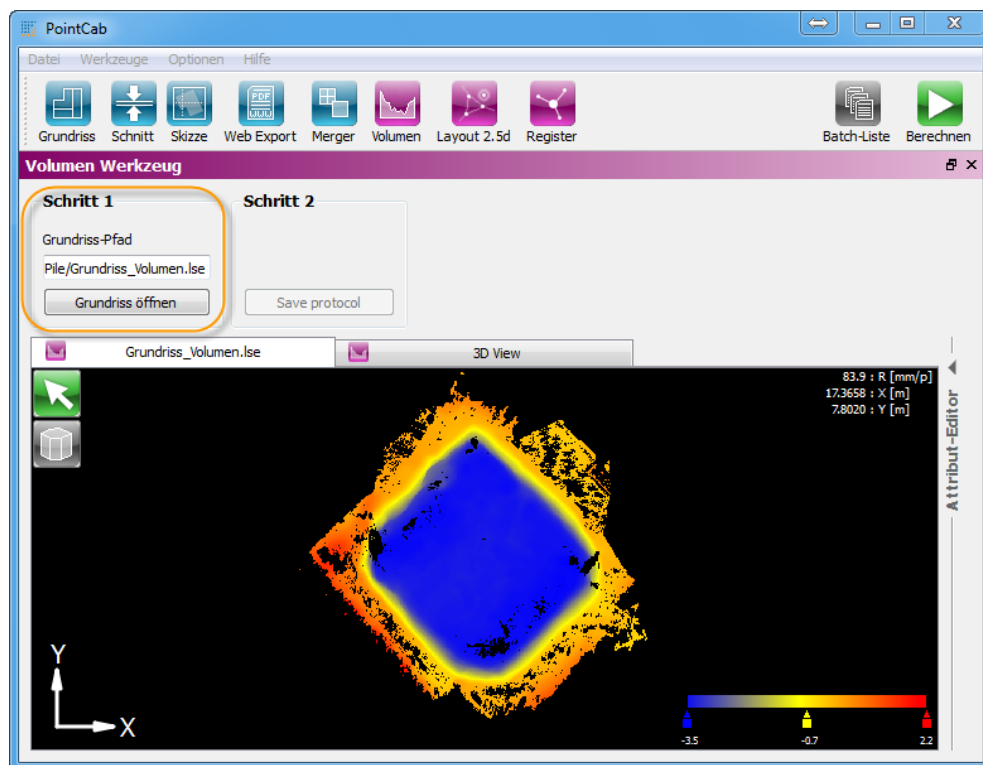 PointCab
Datei Werkzeuge Optionen Hilfe
PDF
WWW
Grundriss Schnitt Skizze Web Export Merger Volumen Layout 2.5d Register Batch-Liste Berechnen
Volumen Werkzeug
Schritt 1 Schritt 2
Grundriss-Pfad
Pile/Grundriss_Volumen.lse
Grundriss öffnen Save protocol
Grundriss_Volumen.lse 3D View
83.9 : R [mm/p]
17.3658 : X [m]
7.8020 : Y [m]
Attribut-Editor
Y
X
-3.5 -0.7 2.2